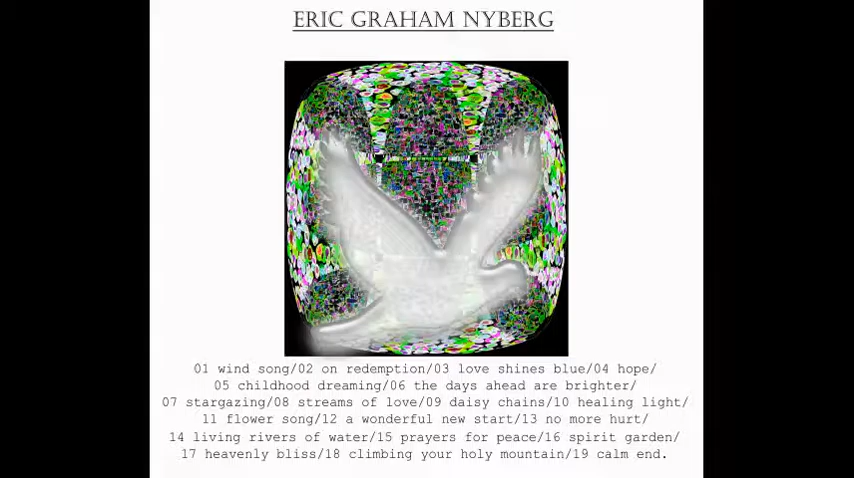 ERIC GRAHAM NYBERG
01 wind song/02 on redemption/03 love shines blue/04 hope/
05 childhood dreaming/06 the days ahead are brighter/
07 stargazing/08 streams of love/09 daisy chains/10 healing light/
11 flower song/12 a wonderful new start/13 no more hurt/
14 living rivers of water/15 prayers for peace/16 spirit garden/
17 heavenly bliss/18 climbing your holy mountain/19 calm end.